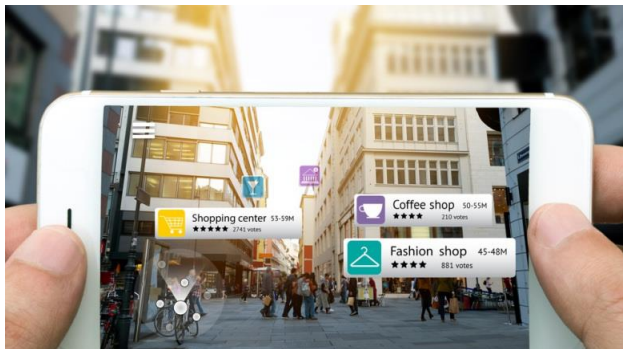 Shopping center 53-59M
★★★★★ 2741 votes
Coffee shop 50-55M
★★★★ 210 votes
Fashion shop 45-48M
★★★★ 881 votes